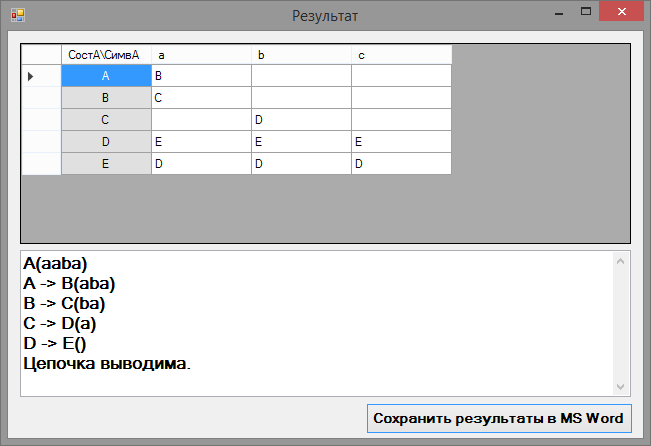 Результат
СостА\СимвА a b c
A B
B C
C D
D E E E
E D D D
A(aaba)
A -> B(aba)
B -> C(ba)
C -> D(a)
D -> E()
Цепочка выводима.
Сохранить результаты в MS Word